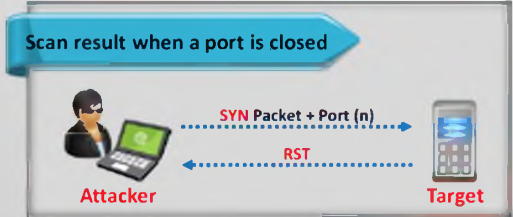 Scan result when a port is closed
SYN Packet + Port (n)
RST
Attacker
Target